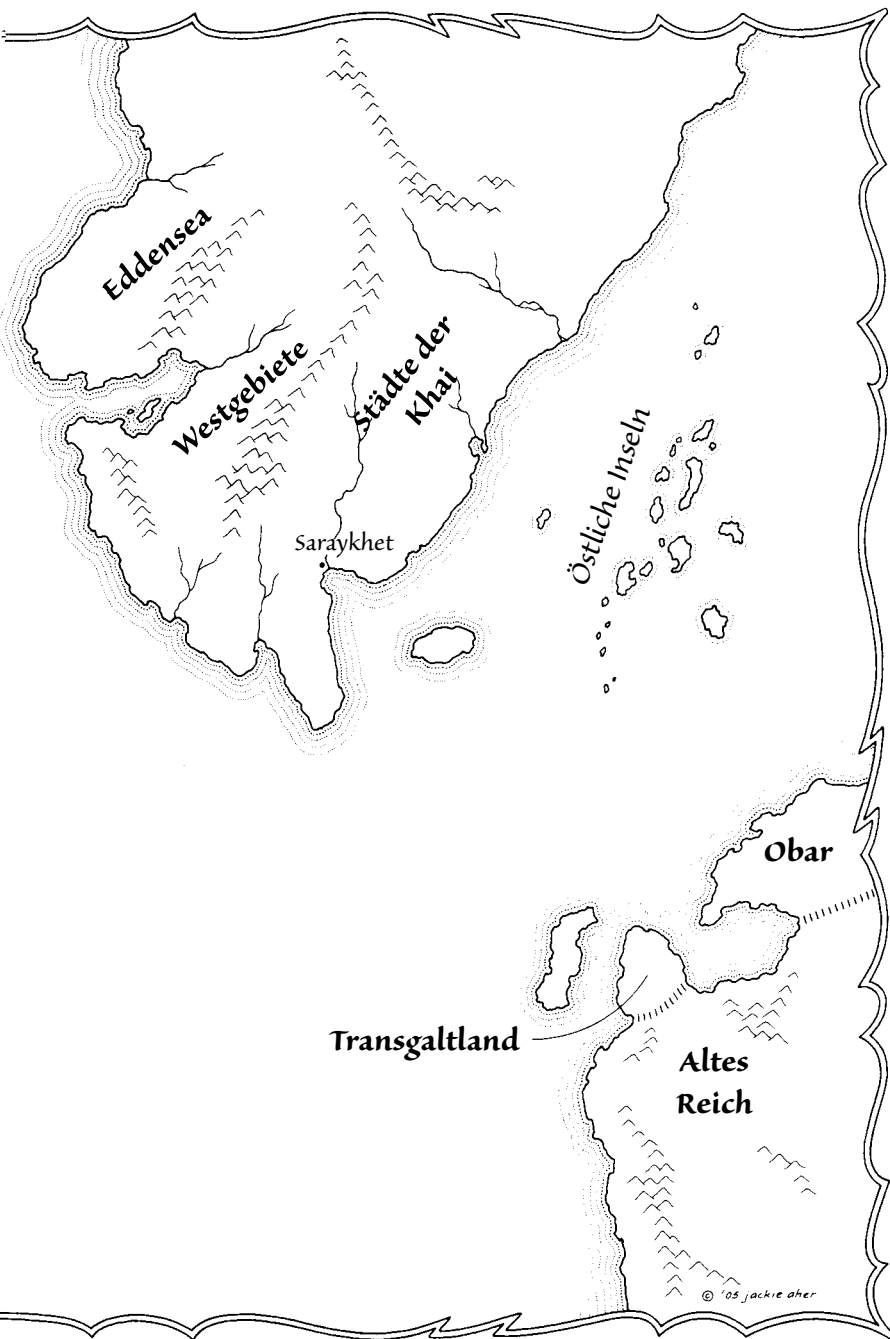 Eddensea
Westgebiete
Städte der
Khai
Östliche Inseln
Saraykhet
Obar
Transgaltland
Altes
Reich
© '05 jackie aher